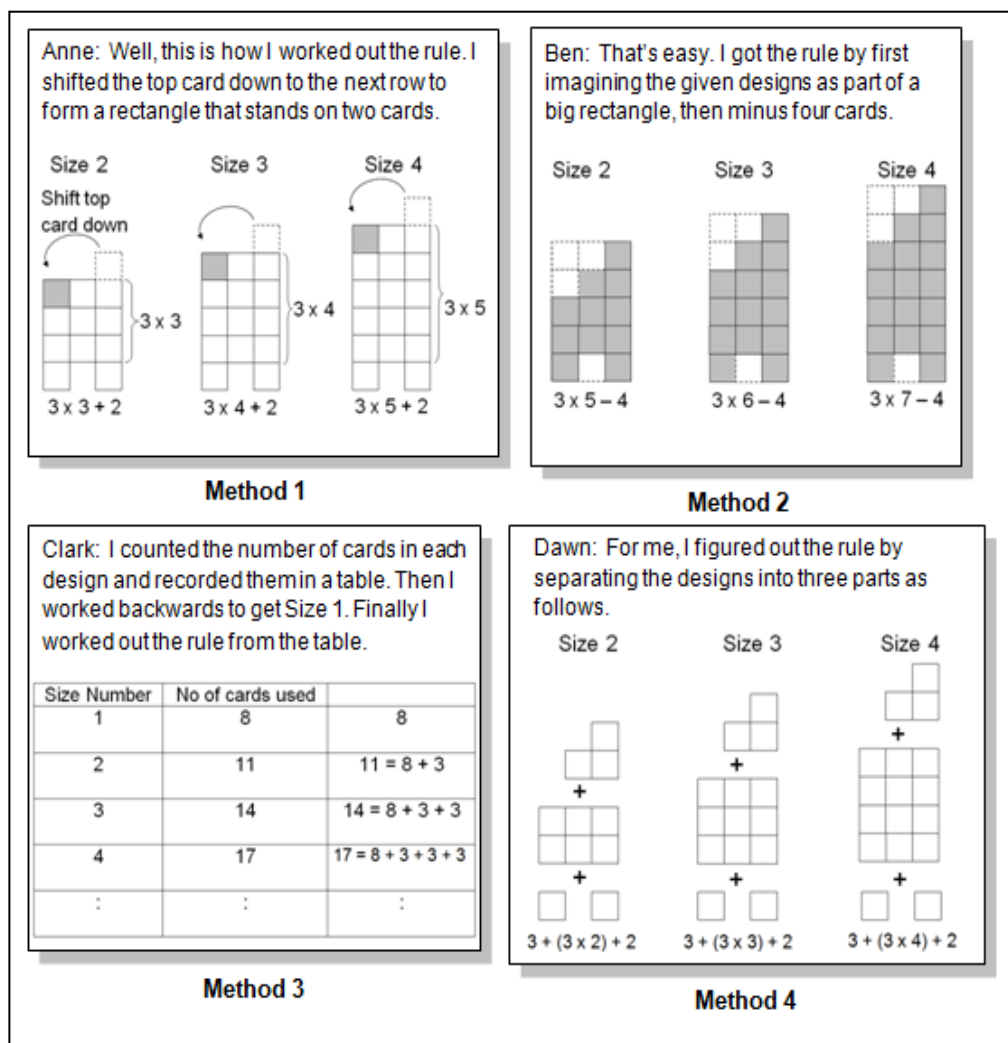 Anne: Well, this is how I worked out the rule. I
shifted the top card down to the next row to
form a rectangle that stands on two cards.
Size 2 Size 3 Size 4
Shift top
card down
3 x 3 3 x 4 3 x 5
3 x 3 + 2 3 x 4 + 2 3 x 5 + 2
Method 1
Ben: That's easy. I got the rule by first
imagining the given designs as part of a
big rectangle, then minus four cards.
Size 2 Size 3 Size 4
3 x 5 – 4 3 x 6 – 4 3 x 7 – 4
Method 2
Clark: I counted the number of cards in each
design and recorded them in a table. Then I
worked backwards to get Size 1. Finally I
worked out the rule from the table.
Size Number No of cards used
1 8 8
2 11 11 = 8 + 3
3 14 14 = 8 + 3 + 3
4 17 17 = 8 + 3 + 3 + 3
: : :
Method 3
Dawn: For me, I figured out the rule by
separating the designs into three parts as
follows.
Size 2 Size 3 Size 4
+ + +
+ + +
3 + (3 x 2) + 2 3 + (3 x 3) + 2 3 + (3 x 4) + 2
Method 4